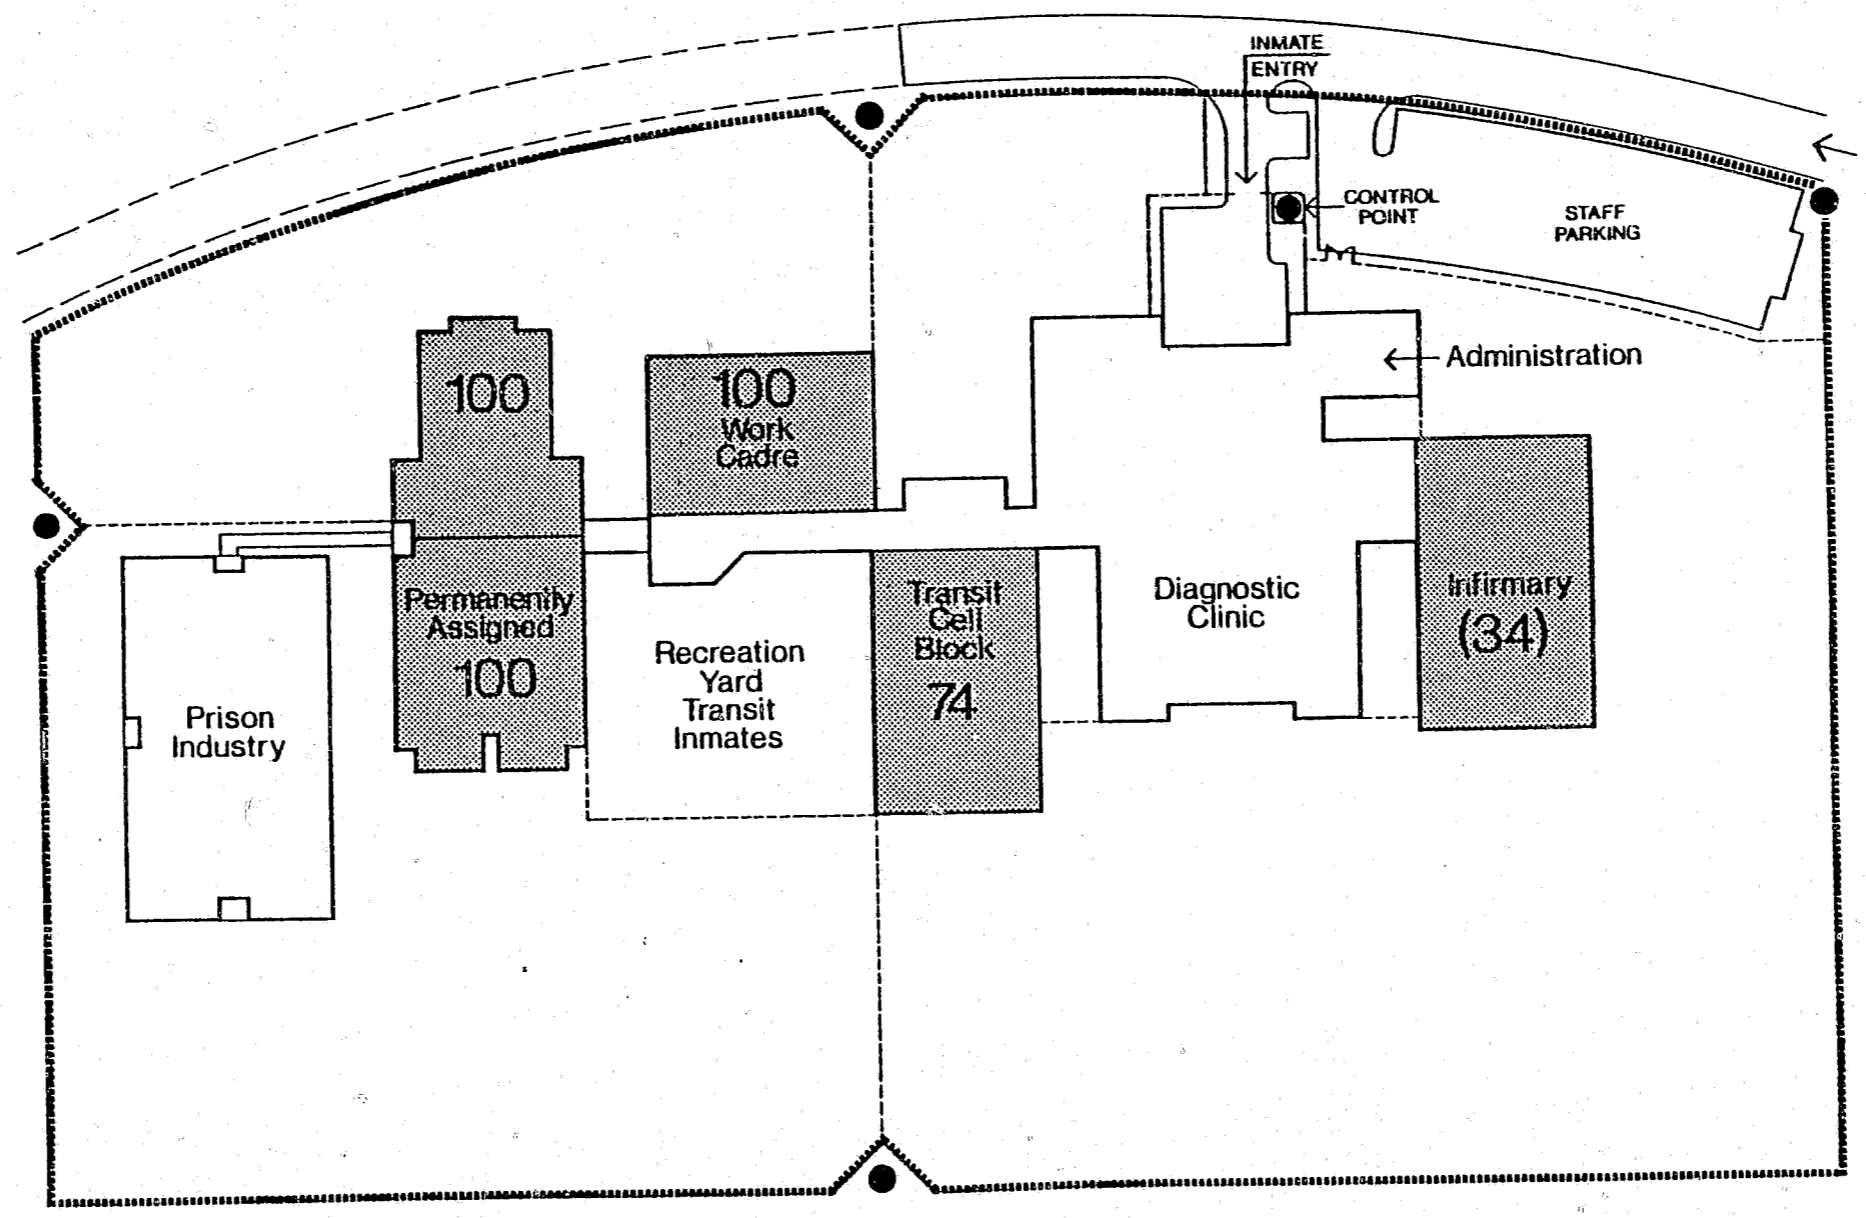 INMATE
ENTRY
CONTROL
POINT
STAFF
PARKING
Administration
100
100
Work
Cadre
Permanently
Assigned
100
Transit
Cell
Block
74
Diagnostic
Clinic
Infirmary
(34)
Recreation
Yard
Transit
Inmates
Prison
Industry